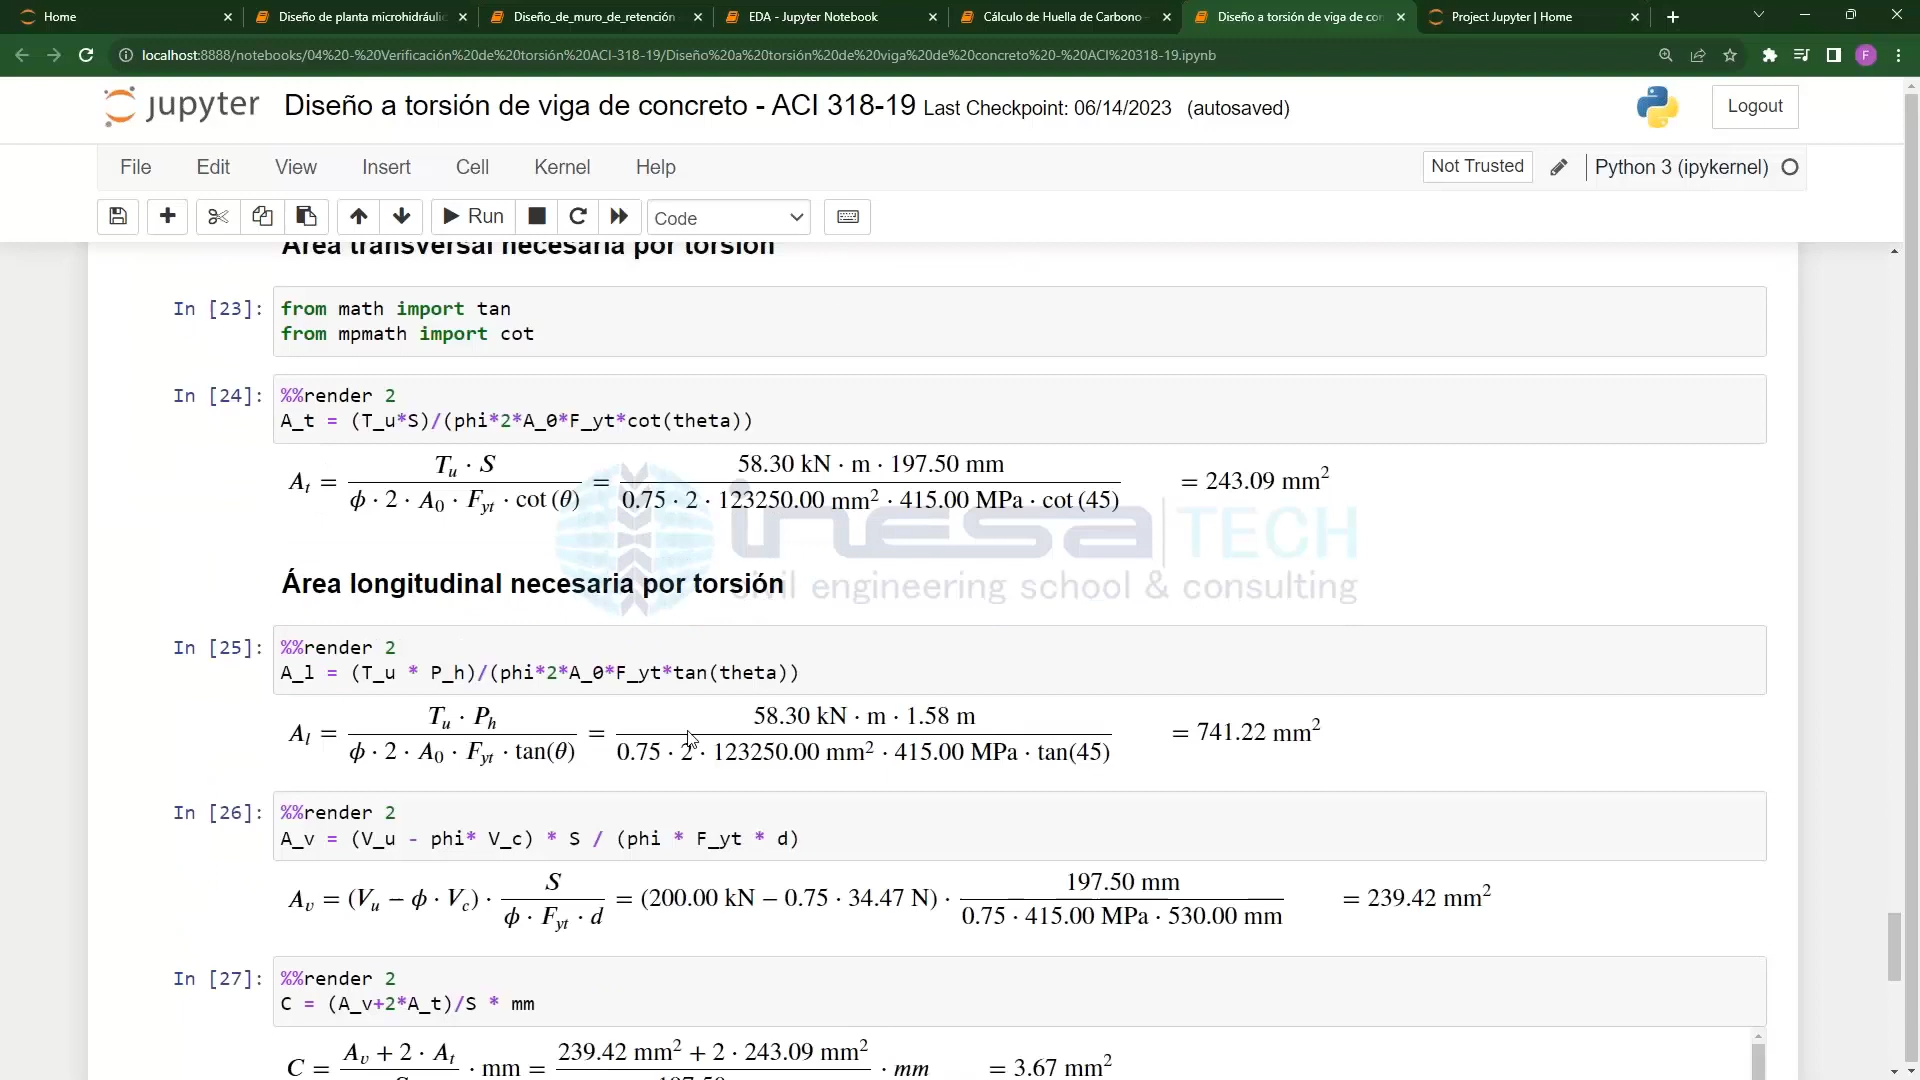 Home
Diseño de planta microhidráulic
Diseño_de_muro_de_retención
EDA - Jupyter Notebook
Cálculo de Huella de Carbono
Diseño a torsión de viga de con
Project Jupyter | Home
localhost:8888/notebooks/04%20-%20Verificación%20de%20torsión%20ACI-318-19/Diseño%20a%20torsión%20de%20viga%20de%20concreto%20-%20ACI%20318-19.ipynb
F
jupyter Diseño a torsión de viga de concreto - ACI 318-19 Last Checkpoint: 06/14/2023 (autosaved)
Logout
File Edit View Insert Cell Kernel Help
Not Trusted
Python 3 (ipykernel)
Run
Code
Área transversal necesaria por torsión
In [23]: from math import tan
from mpmath import cot
In [24]: %%render 2
A_t = (T_u*S)/(phi*2*A_0*F_yt*cot(theta))
A_t = (T_u · S)/(ϕ · 2 · A_0 · F_yt · cot (θ)) = (58.30 kN · m · 197.50 mm)/(0.75 · 2 · 123250.00 mm² · 415.00 MPa · cot (45)) = 243.09 mm²
inesa TECH
civil engineering school & consulting
Área longitudinal necesaria por torsión
In [25]: %%render 2
A_l = (T_u * P_h)/(phi*2*A_0*F_yt*tan(theta))
A_l = (T_u · P_h)/(ϕ · 2 · A_0 · F_yt · tan(θ)) = (58.30 kN · m · 1.58 m)/(0.75 · 2 · 123250.00 mm² · 415.00 MPa · tan(45)) = 741.22 mm²
In [26]: %%render 2
A_v = (V_u - phi* V_c) * S / (phi * F_yt * d)
A_v = (V_u − ϕ · V_c) · S/(ϕ · F_yt · d) = (200.00 kN − 0.75 · 34.47 N) · 197.50 mm/(0.75 · 415.00 MPa · 530.00 mm) = 239.42 mm²
In [27]: %%render 2
C = (A_v+2*A_t)/S * mm
C = (A_v + 2 · A_t)/S · mm = (239.42 mm² + 2 · 243.09 mm²)/197.50 · mm = 3.67 mm²